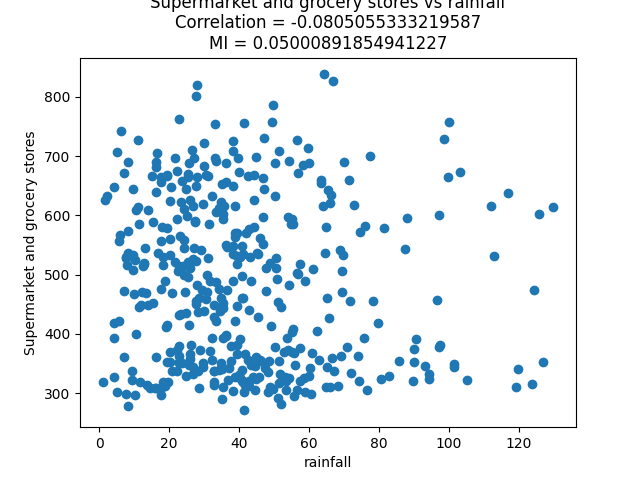 Supermarket and grocery stores vs rainfall
Correlation = -0.0805055333219587
MI = 0.05000891854941227
800
700
600
500
400
300
Supermarket and grocery stores
0 20 40 60 80 100 120
rainfall